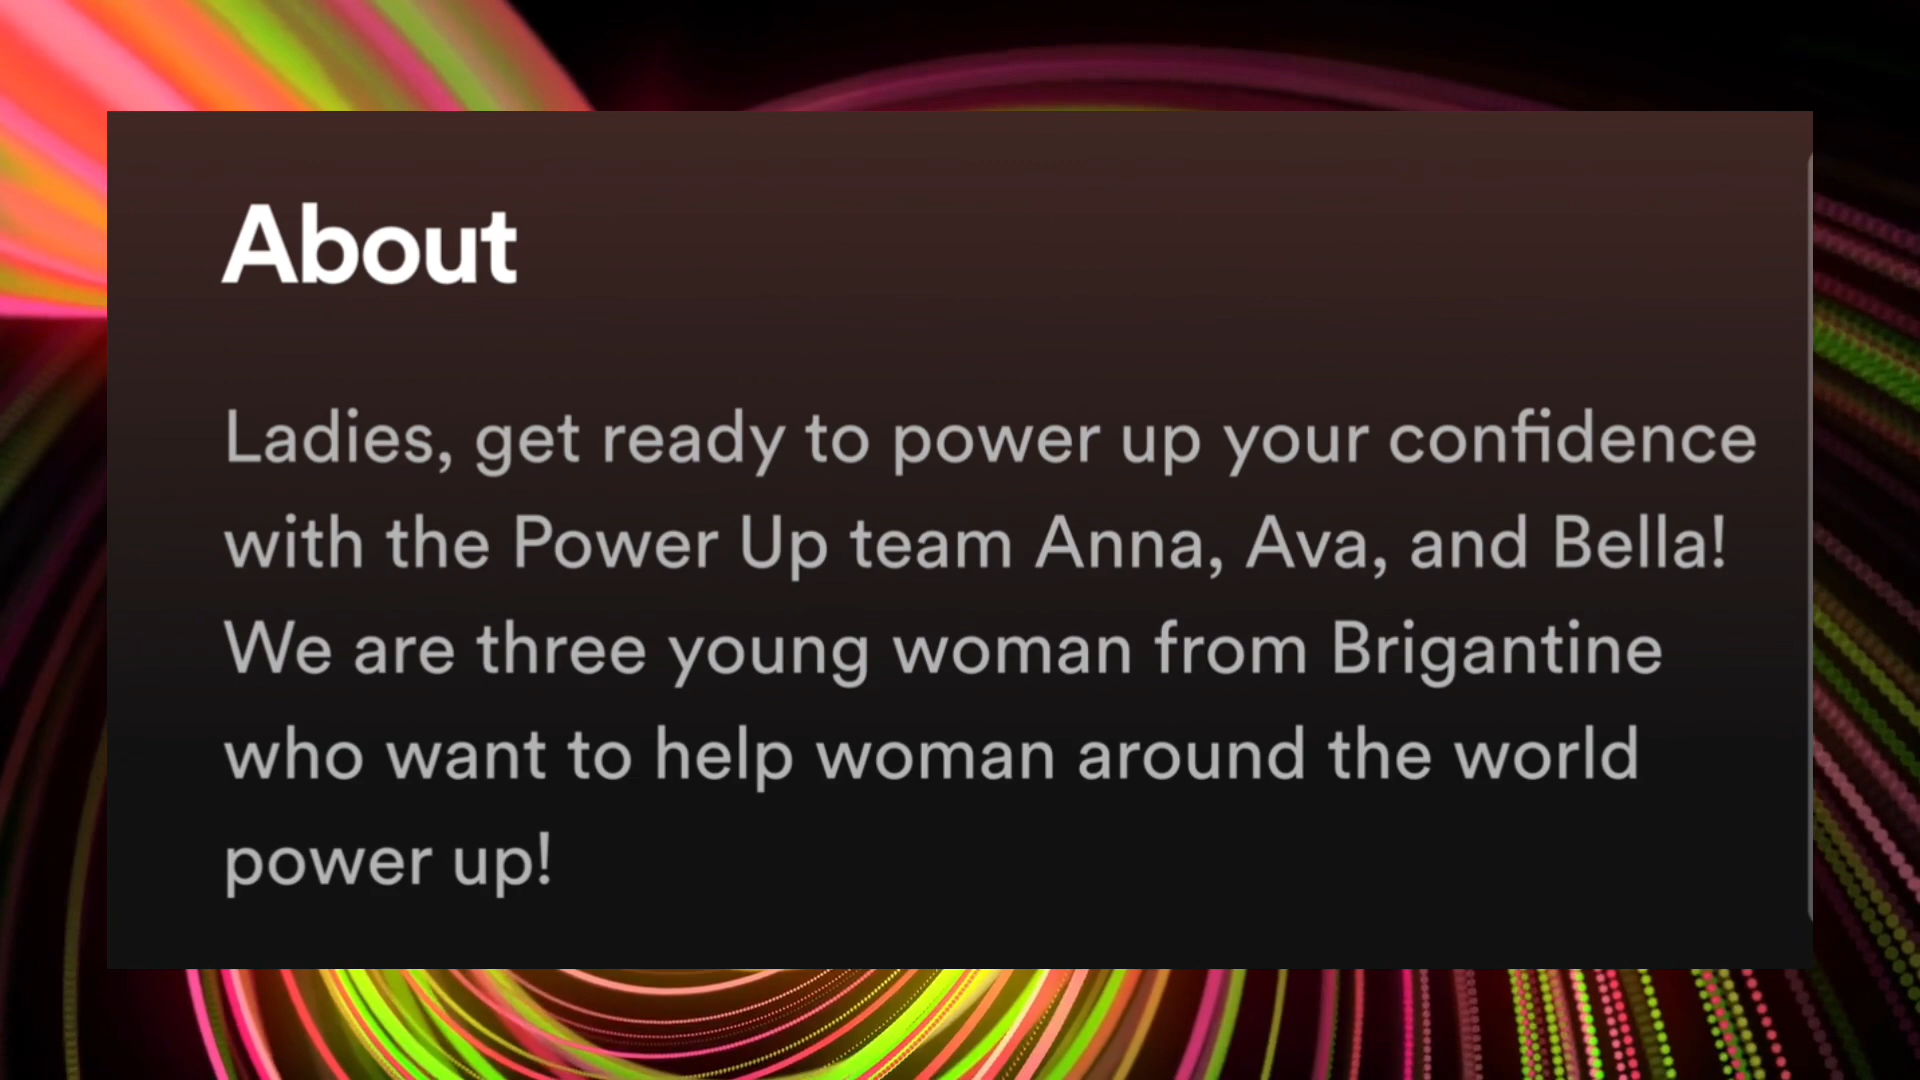 About
Ladies, get ready to power up your confidence
with the Power Up team Anna, Ava, and Bella!
We are three young woman from Brigantine
who want to help woman around the world
power up!